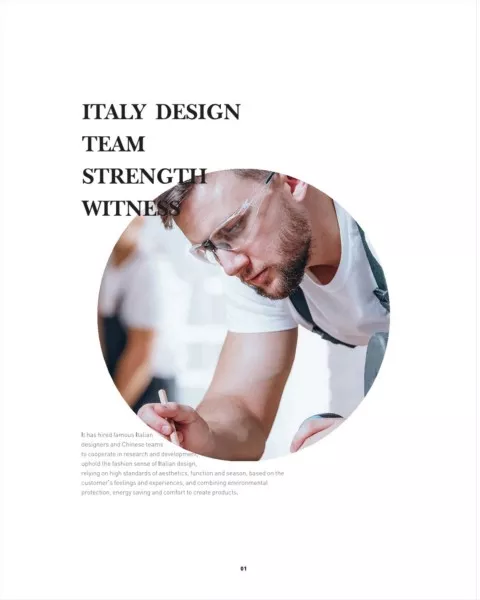 ITALY DESIGN
TEAM
STRENGTH
WITNESS
It has hired famous Italian
designers and Chinese teams
to cooperate in research and development,
uphold the fashion sense of Italian design,
relying on high standards of aesthetics, function and season, based on the
customer's feelings and experiences, and combining environmental
protection, energy saving and comfort to create products.
01